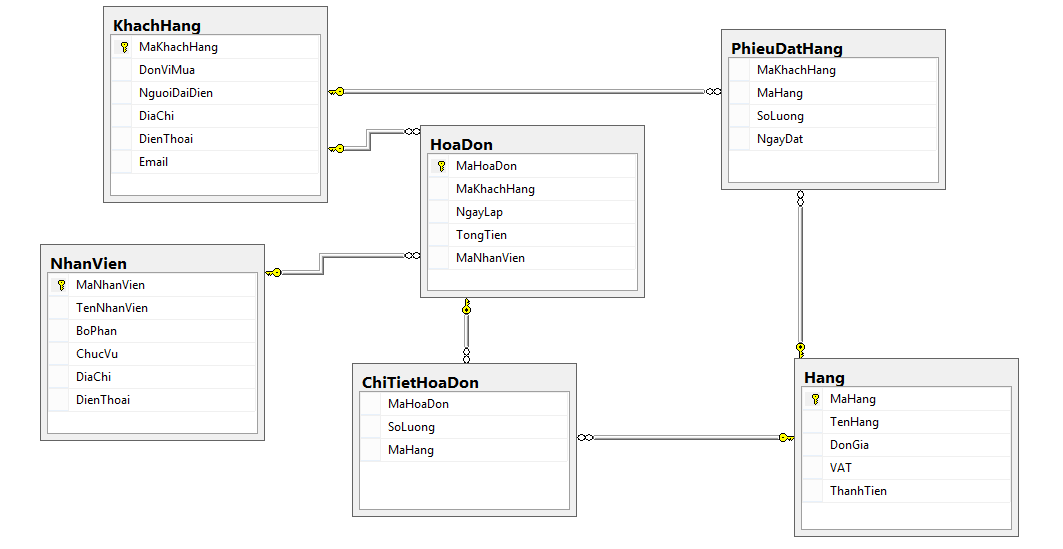 KhachHang
MaKhachHang
DonViMua
NguoiDaiDien
DiaChi
DienThoai
Email
PhieuDatHang
MaKhachHang
MaHang
SoLuong
NgayDat
HoaDon
MaHoaDon
MaKhachHang
NgayLap
TongTien
MaNhanVien
NhanVien
MaNhanVien
TenNhanVien
BoPhan
ChucVu
DiaChi
DienThoai
ChiTietHoaDon
MaHoaDon
SoLuong
MaHang
Hang
MaHang
TenHang
DonGia
VAT
ThanhTien